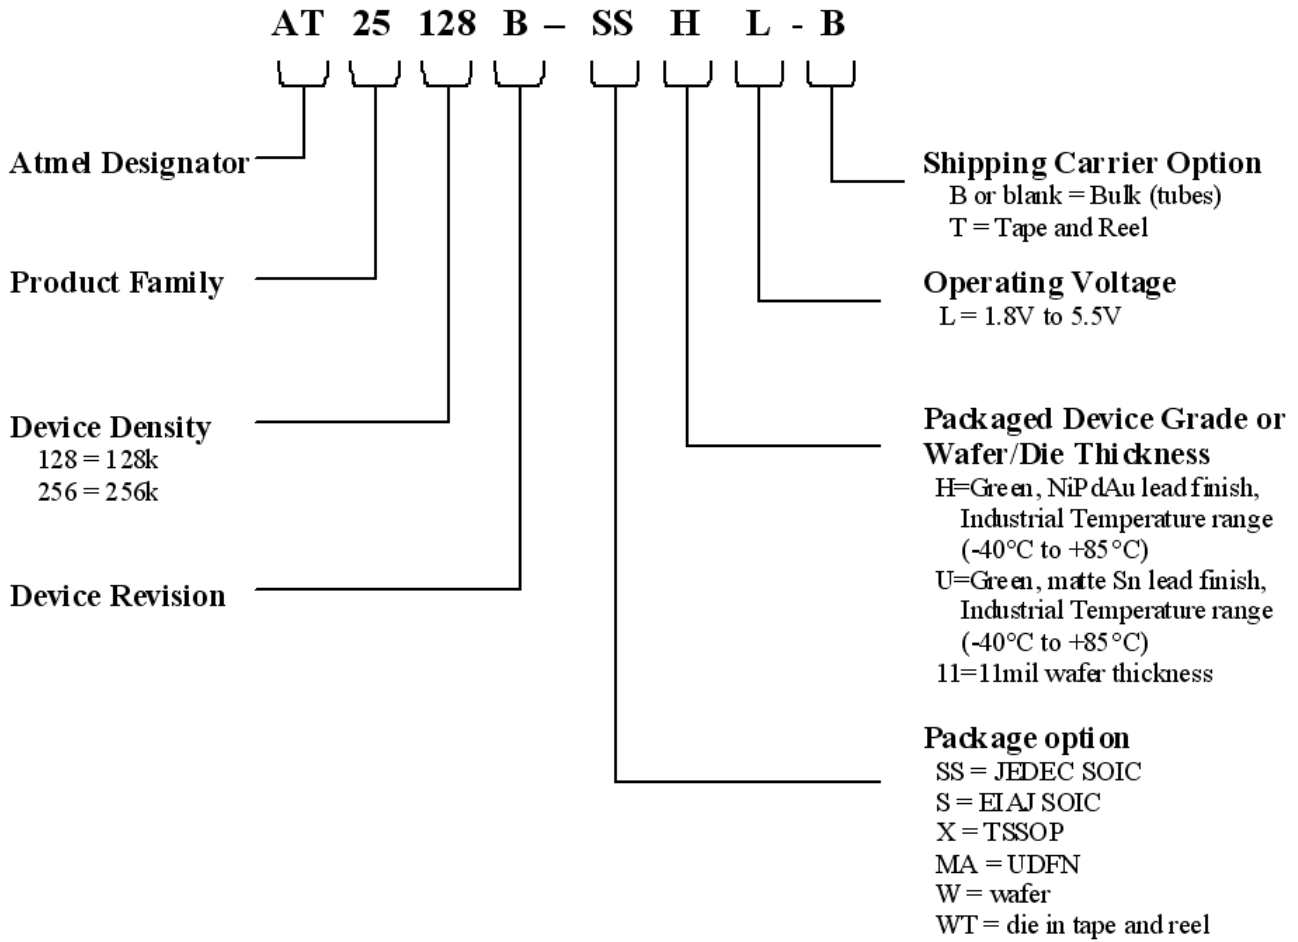 AT 25 128 B – SS H L - B
Atmel Designator
Product Family
Device Density
128 = 128k
256 = 256k
Device Revision
Shipping Carrier Option
B or blank = Bulk (tubes)
T = Tape and Reel
Operating Voltage
L = 1.8V to 5.5V
Packaged Device Grade or
Wafer/Die Thickness
H=Green, NiPdAu lead finish,
Industrial Temperature range
(-40°C to +85°C)
U=Green, matte Sn lead finish,
Industrial Temperature range
(-40°C to +85°C)
11=11mil wafer thickness
Package option
SS = JEDEC SOIC
S = EIAJ SOIC
X = TSSOP
MA = UDFN
W = wafer
WT = die in tape and reel